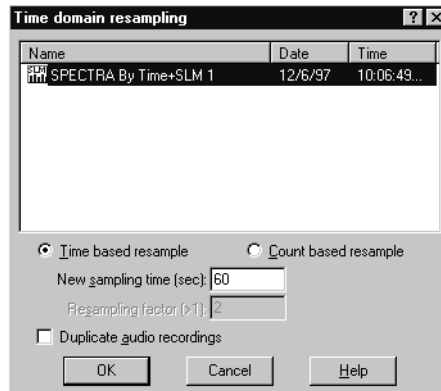 Time domain resampling
Name Date Time
SLM SPECTRA By Time+SLM 1 12/6/97 10:06:49...
Time based resample Count based resample
New sampling time (sec): 60
Resampling factor (>1): 2
Duplicate audio recordings
OK Cancel Help